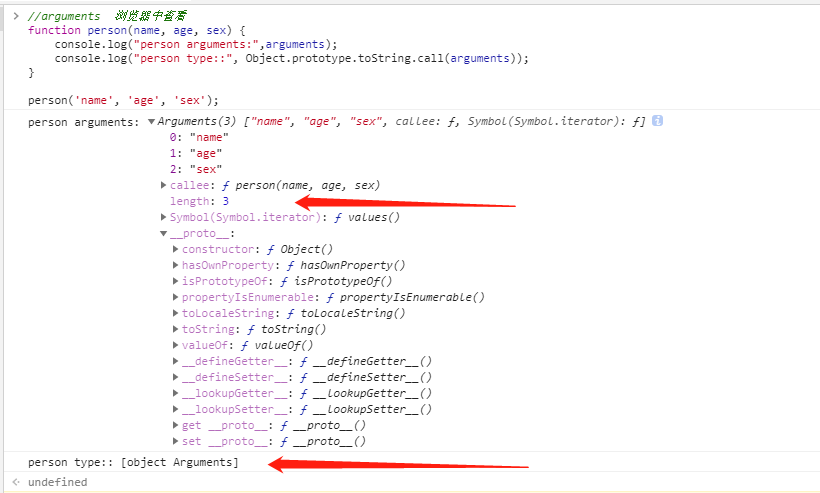 //arguments 浏览器中查看
function person(name, age, sex) {
console.log("person arguments:",arguments);
console.log("person type::", Object.prototype.toString.call(arguments));
}
person('name', 'age', 'sex');
person arguments: Arguments(3) ["name", "age", "sex", callee: ƒ, Symbol(Symbol.iterator): ƒ]
0: "name"
1: "age"
2: "sex"
callee: ƒ person(name, age, sex)
length: 3
Symbol(Symbol.iterator): ƒ values()
__proto__:
constructor: ƒ Object()
hasOwnProperty: ƒ hasOwnProperty()
isPrototypeOf: ƒ isPrototypeOf()
propertyIsEnumerable: ƒ propertyIsEnumerable()
toLocaleString: ƒ toLocaleString()
toString: ƒ toString()
valueOf: ƒ valueOf()
__defineGetter__: ƒ __defineGetter__()
__defineSetter__: ƒ __defineSetter__()
__lookupGetter__: ƒ __lookupGetter__()
__lookupSetter__: ƒ __lookupSetter__()
get __proto__: ƒ __proto__()
set __proto__: ƒ __proto__()
person type:: [object Arguments]
undefined